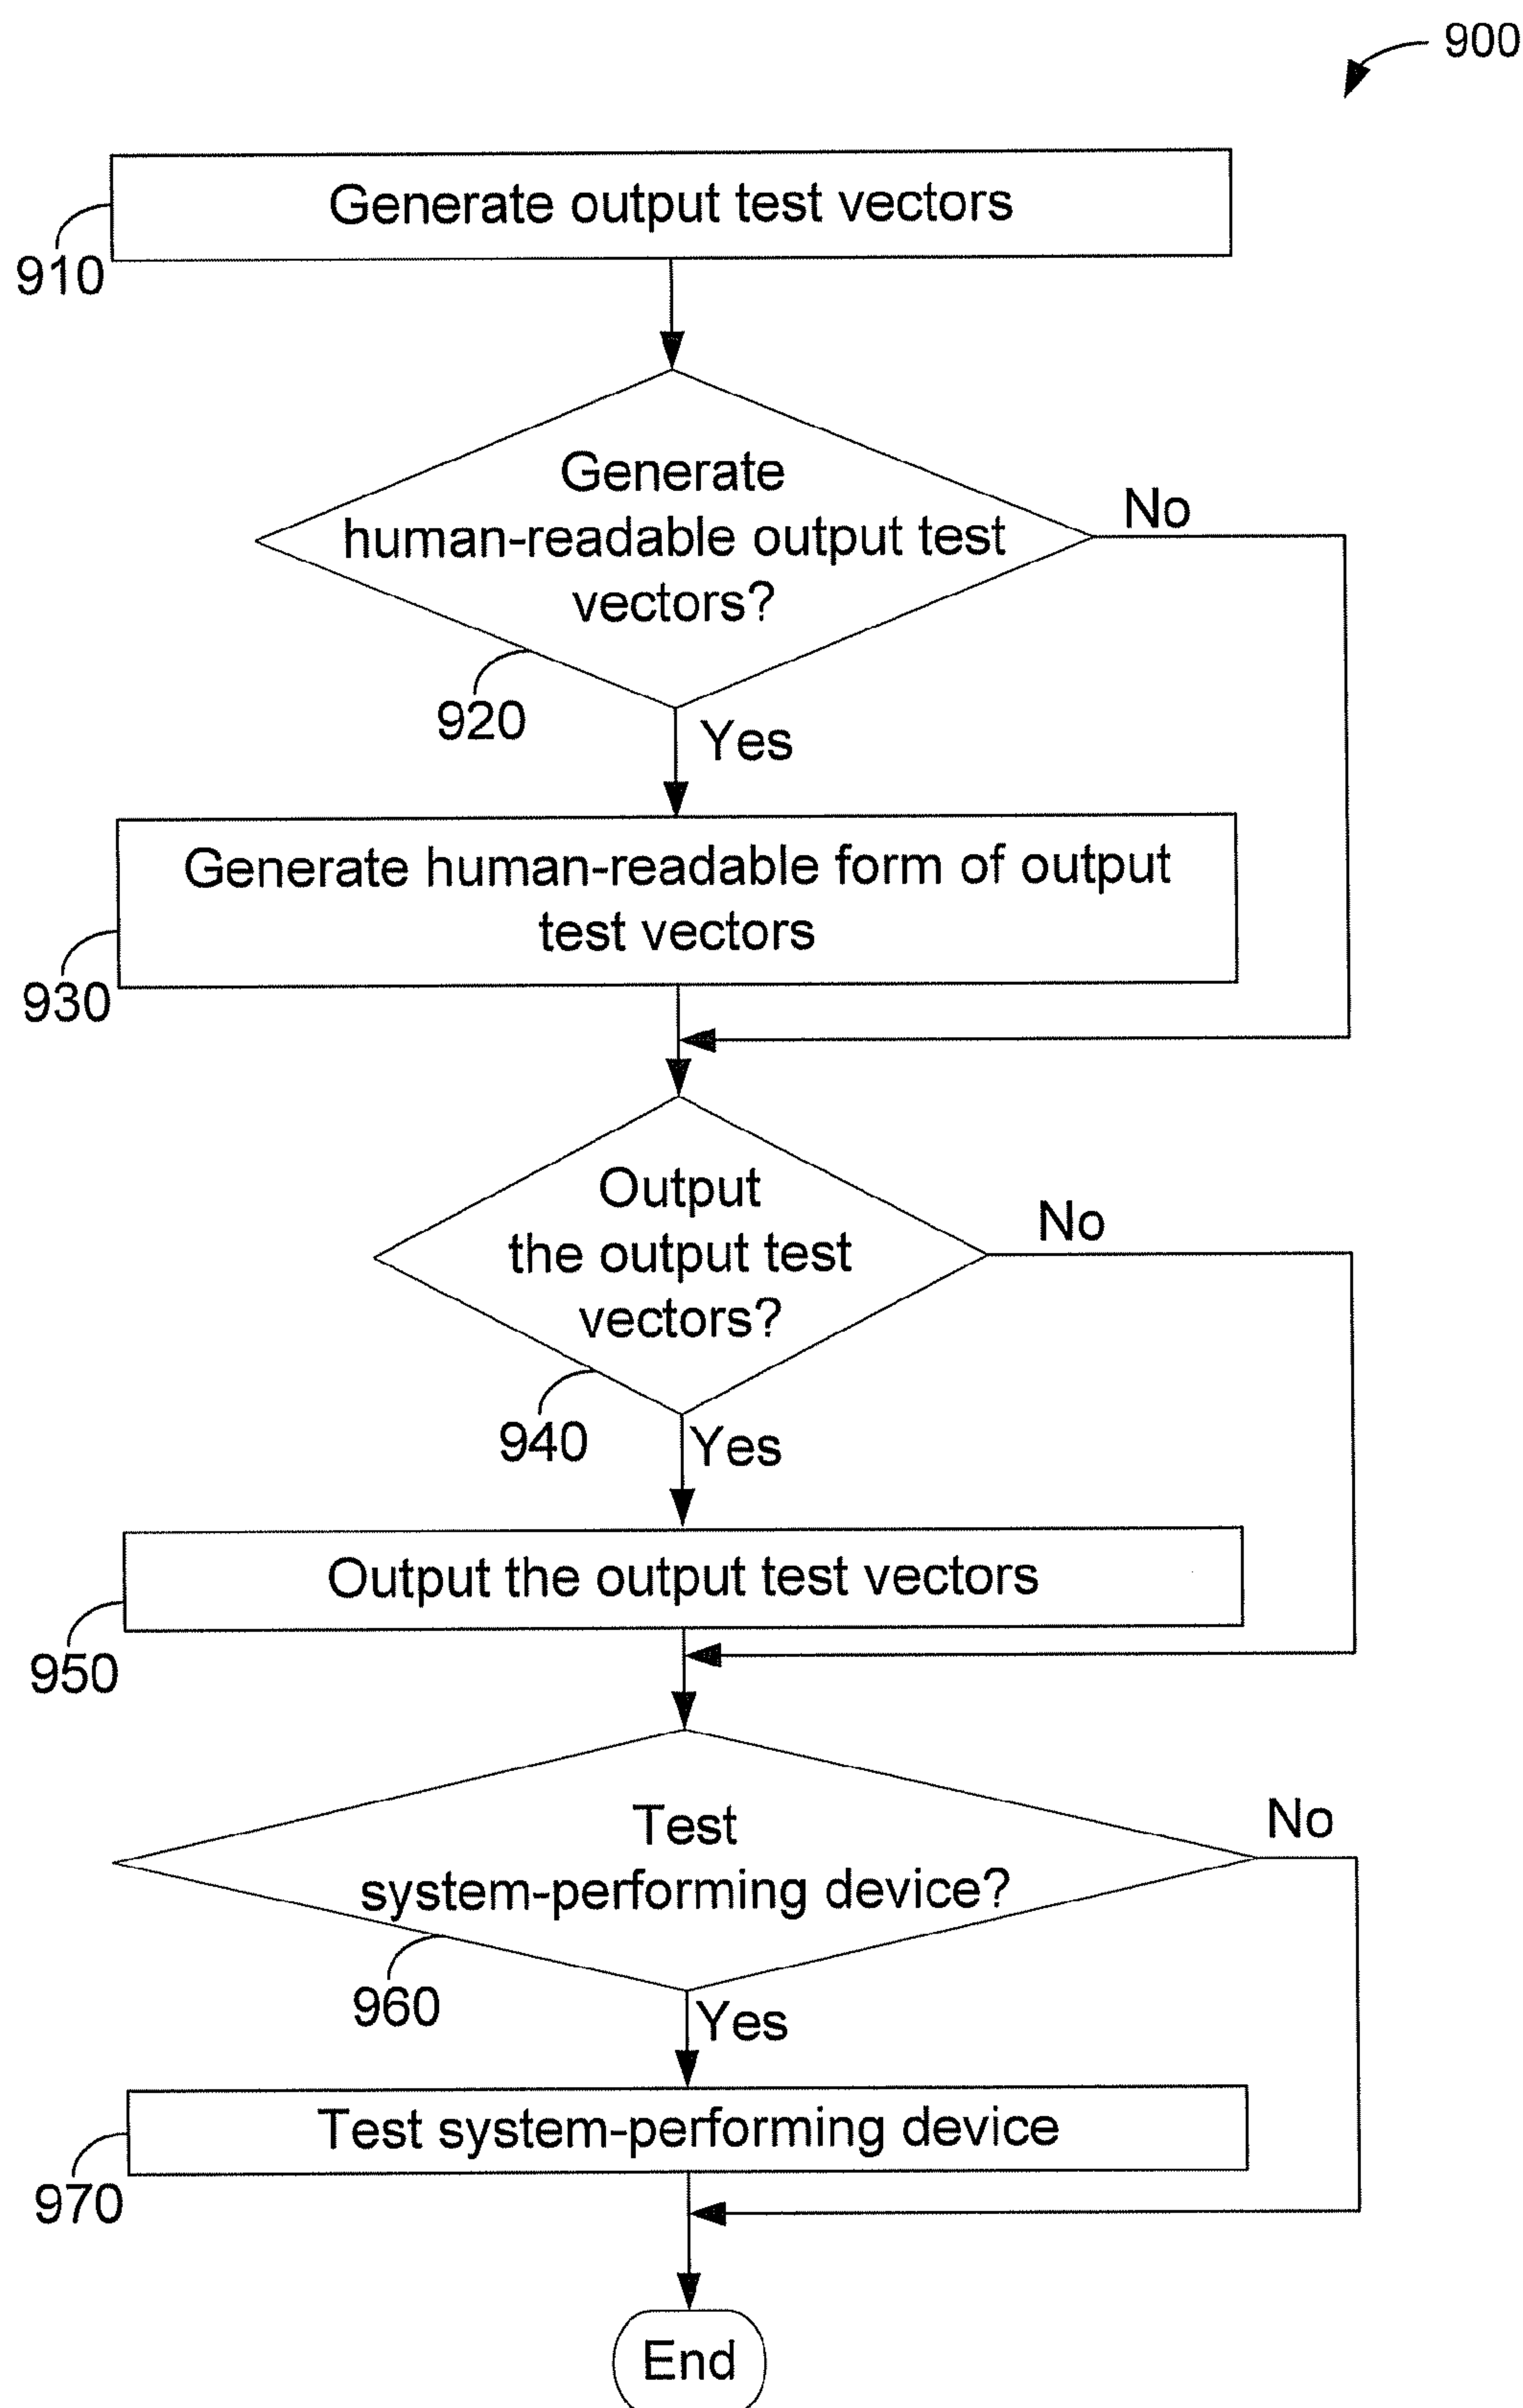 900
Generate output test vectors
910
Generate
human-readable output test
vectors?
No
920
Yes
Generate human-readable form of output
test vectors
930
Output
the output test
vectors?
No
940
Yes
Output the output test vectors
950
Test
system-performing device?
No
960
Yes
Test system-performing device
970
End